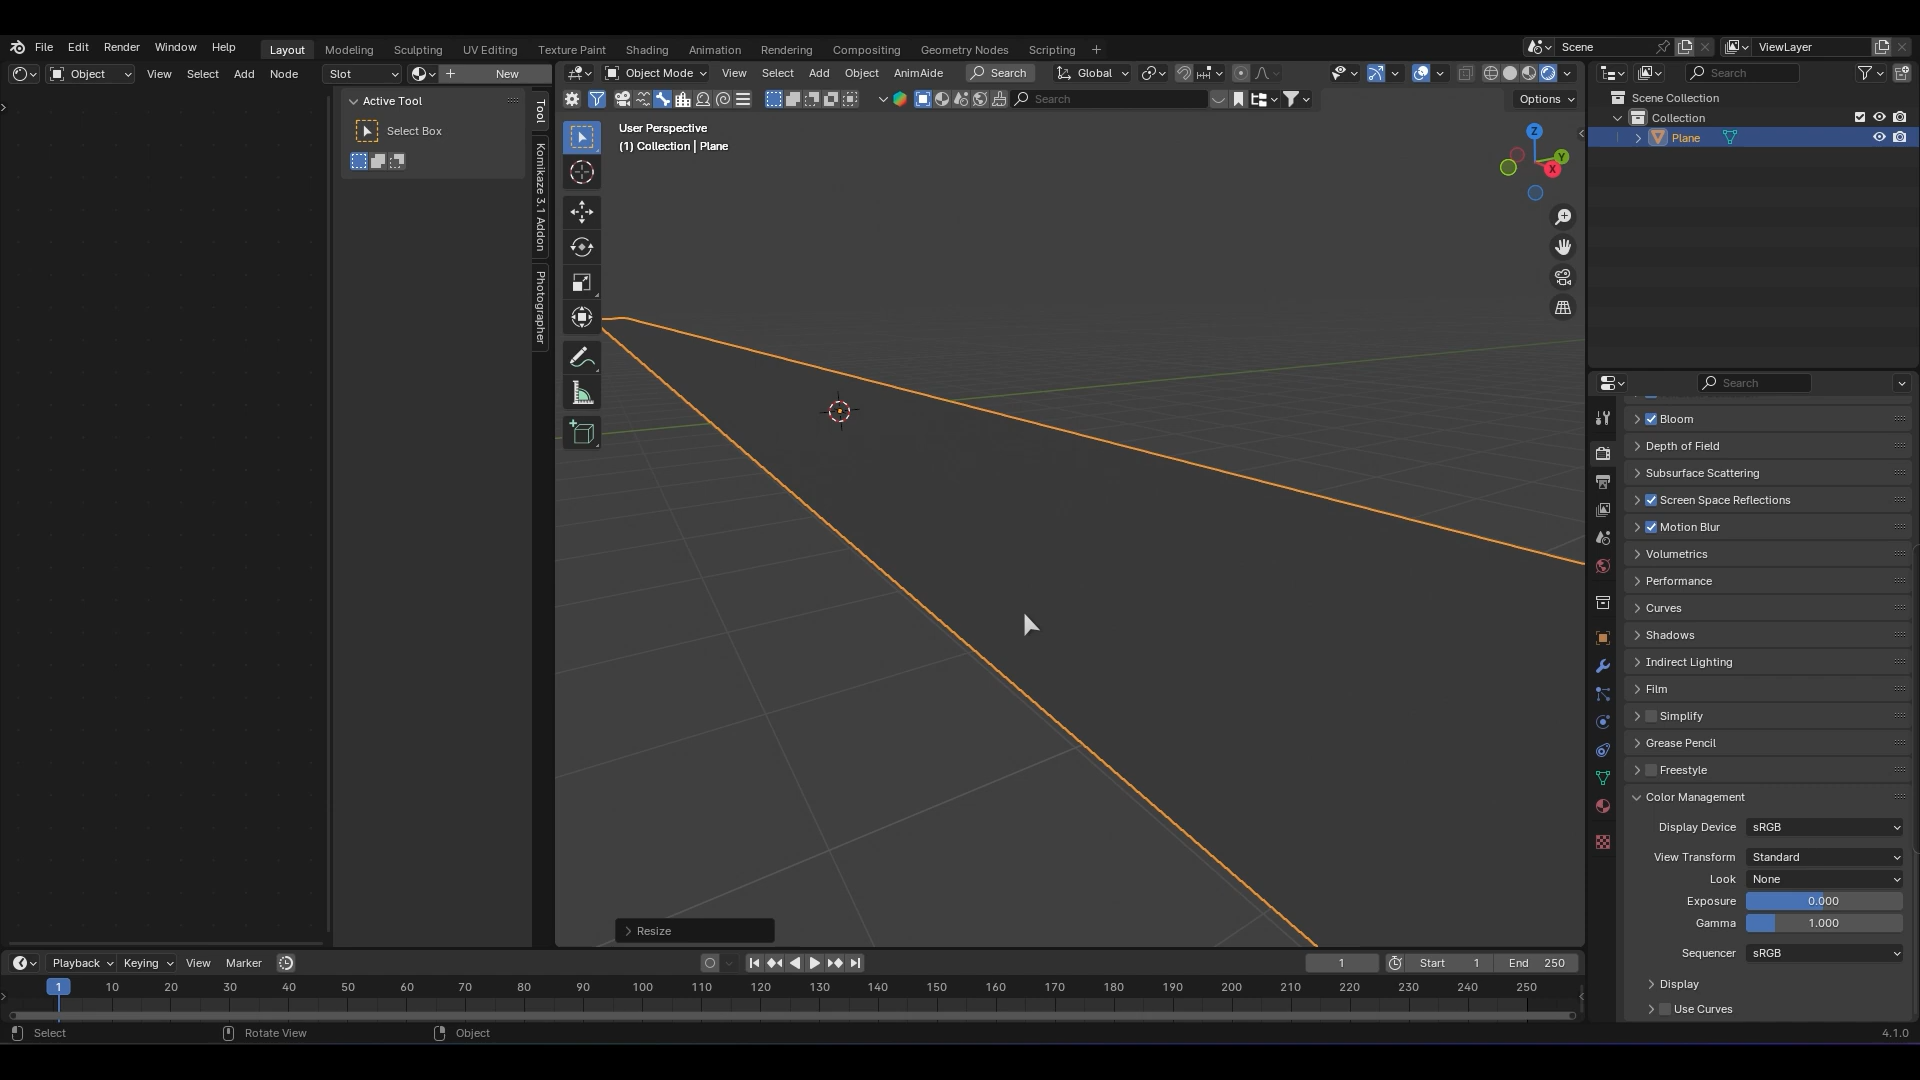 File Edit Render Window Help Layout Modeling Sculpting UV Editing Texture Paint Shading Animation Rendering Compositing Geometry Nodes Scripting + Scene ViewLayer
Object View Select Add Node Slot New Object Mode View Select Add Object AnimAide Search Global Search
Search Options
Active Tool
Select Box
Tool
Komikaze 3.1 Addon
Photographer
User Perspective
(1) Collection | Plane
Z
Y
X
Resize
Scene Collection
Collection
Plane
Search
Bloom
Depth of Field
Subsurface Scattering
Screen Space Reflections
Motion Blur
Volumetrics
Performance
Curves
Shadows
Indirect Lighting
Film
Simplify
Grease Pencil
Freestyle
Color Management
Display Device sRGB
View Transform Standard
Look None
Exposure 0.000
Gamma 1.000
Sequencer sRGB
Display
Use Curves
Playback Keying View Marker 1 Start 1 End 250
1 10 20 30 40 50 60 70 80 90 100 110 120 130 140 150 160 170 180 190 200 210 220 230 240 250
Select Rotate View Object 4.1.0